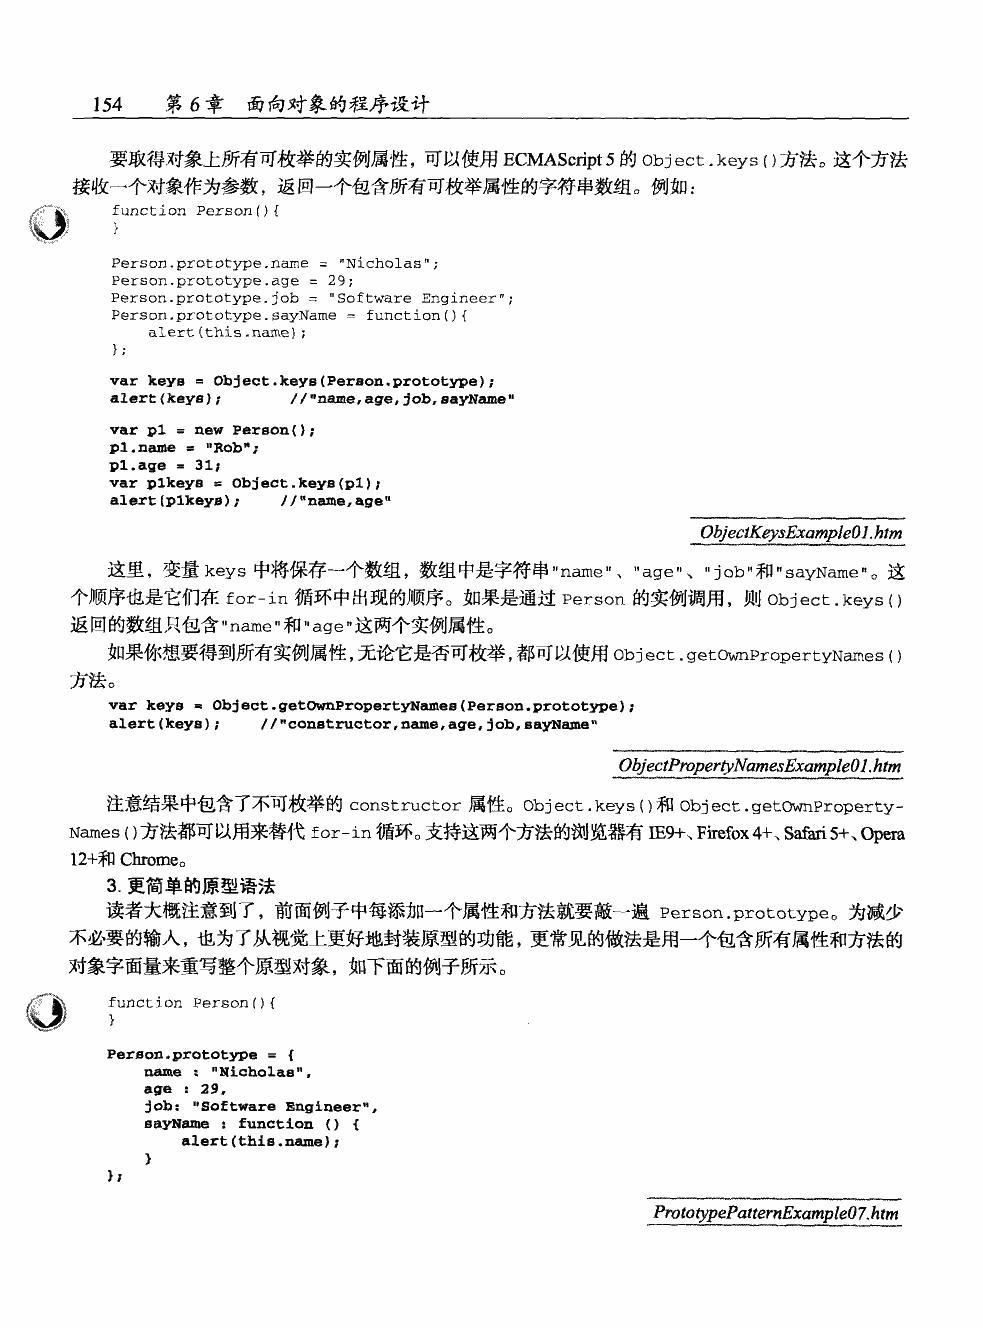 154 第 6 章 面向对象的程序设计
要取得对象上所有可枚举的实例属性，可以使用 ECMAScript 5 的 Object.keys()方法。这个方法
接收一个对象作为参数，返回一个包含所有可枚举属性的字符串数组。例如：
function Person(){
}
Person.prototype.name = "Nicholas";
Person.prototype.age = 29;
Person.prototype.job = "Software Engineer";
Person.prototype.sayName = function(){
alert(this.name);
};
var keys = Object.keys(Person.prototype);
alert(keys); //"name,age,job,sayName"
var p1 = new Person();
p1.name = "Rob";
p1.age = 31;
var p1keys = Object.keys(p1);
alert(p1keys); //"name,age"
ObjectKeysExample01.htm
这里，变量 keys 中将保存一个数组，数组中是字符串"name"、"age"、"job"和"sayName"。这
个顺序也是它们在 for-in 循环中出现的顺序。如果是通过 Person 的实例调用，则 Object.keys()
返回的数组只包含"name"和"age"这两个实例属性。
如果你想要得到所有实例属性，无论它是否可枚举，都可以使用 Object.getOwnPropertyNames()
方法。
var keys = Object.getOwnPropertyNames(Person.prototype);
alert(keys); //"constructor,name,age,job,sayName"
ObjectPropertyNamesExample01.htm
注意结果中包含了不可枚举的 constructor 属性。Object.keys()和 Object.getOwnProperty-
Names()方法都可以用来替代 for-in 循环。支持这两个方法的浏览器有 IE9+、Firefox 4+、Safari 5+、Opera
12+和 Chrome。
3. 更简单的原型语法
读者大概注意到了，前面例子中每添加一个属性和方法就要敲一遍 Person.prototype。为减少
不必要的输入，也为了从视觉上更好地封装原型的功能，更常见的做法是用一个包含所有属性和方法的
对象字面量来重写整个原型对象，如下面的例子所示。
function Person(){
}
Person.prototype = {
name : "Nicholas",
age : 29,
job: "Software Engineer",
sayName : function () {
alert(this.name);
}
};
PrototypePatternExample07.htm